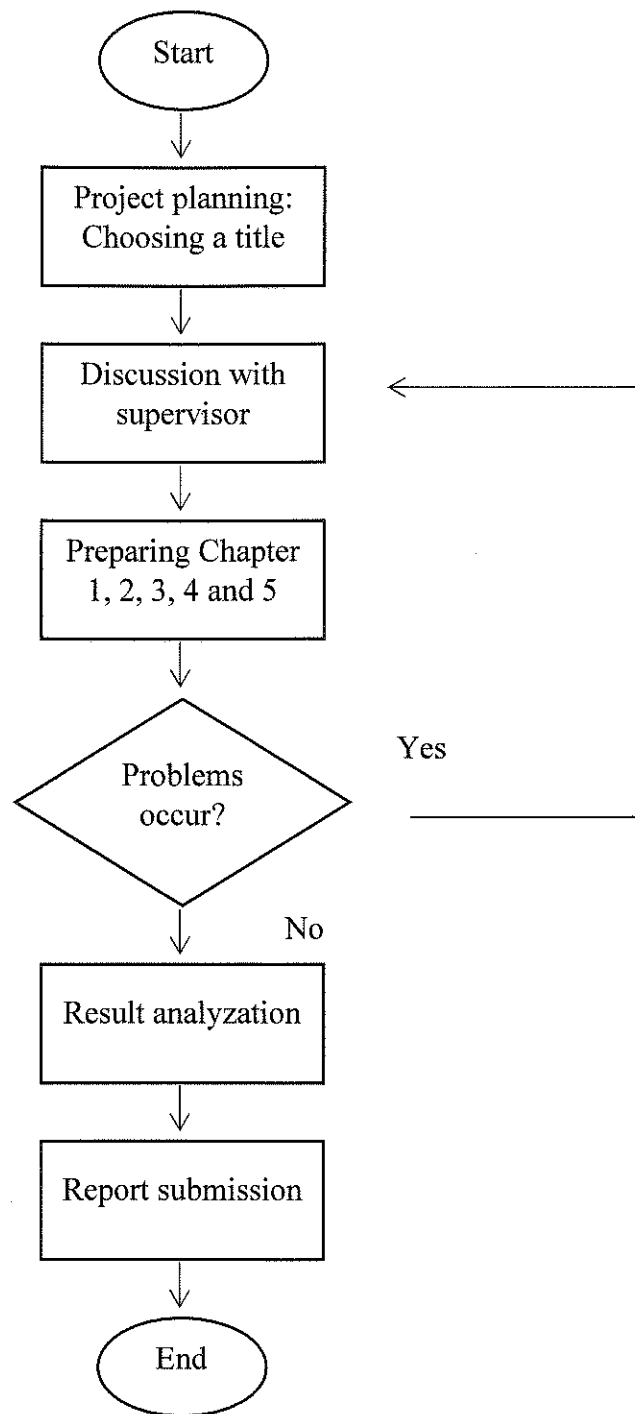 Start
Project planning:
Choosing a title
Discussion with
supervisor
Preparing Chapter
1, 2, 3, 4 and 5
Problems
occur?
Yes
No
Result analyzation
Report submission
End